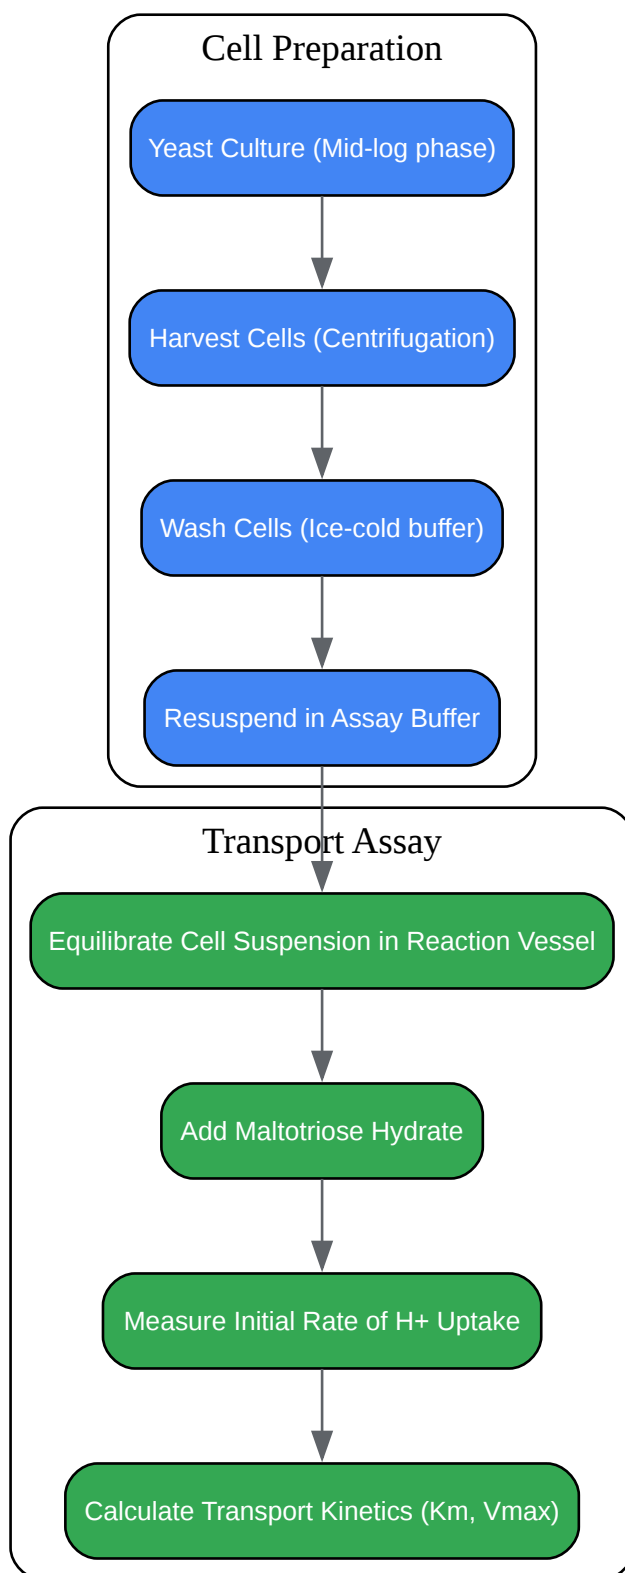 Cell Preparation
Yeast Culture (Mid-log phase)
Harvest Cells (Centrifugation)
Wash Cells (Ice-cold buffer)
Resuspend in Assay Buffer
Transport Assay
Equilibrate Cell Suspension in Reaction Vessel
Add Maltotriose Hydrate
Measure Initial Rate of H+ Uptake
Calculate Transport Kinetics (Km, Vmax)